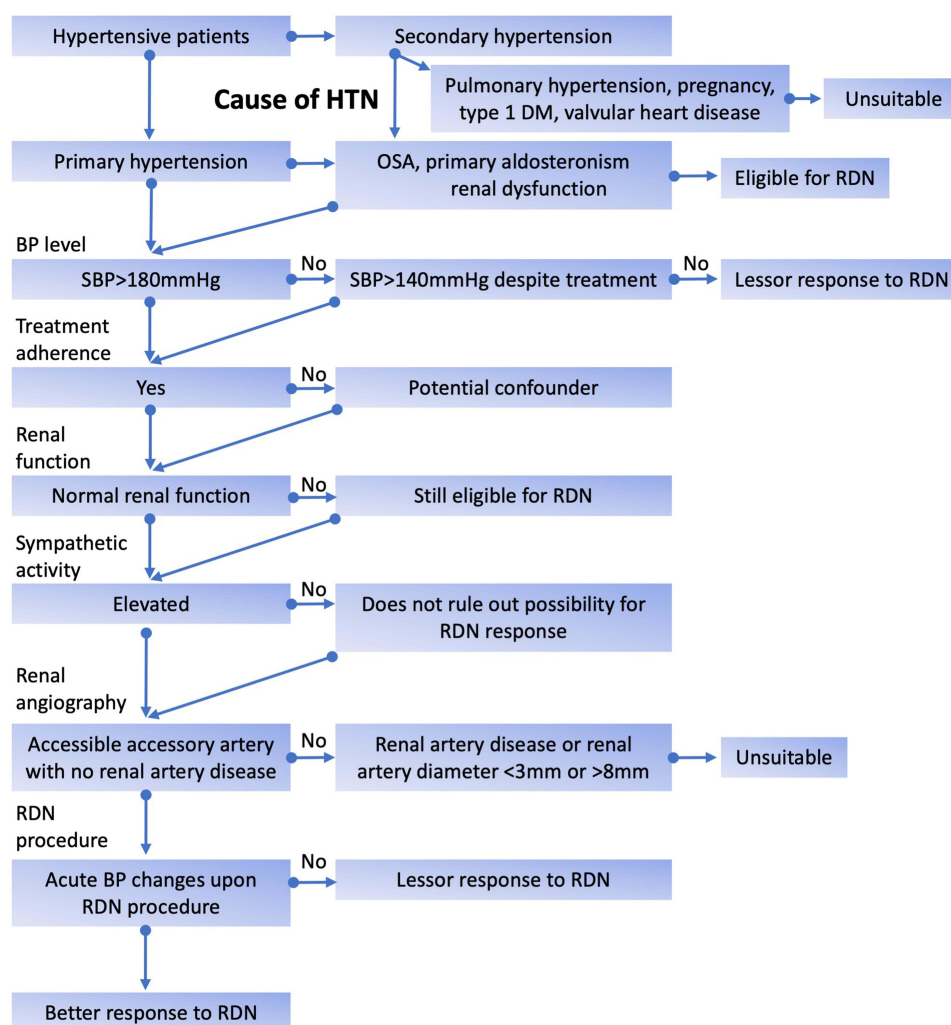 Hypertensive patients
Secondary hypertension
Cause of HTN
Pulmonary hypertension, pregnancy,
type 1 DM, valvular heart disease
Unsuitable
Primary hypertension
OSA, primary aldosteronism
renal dysfunction
Eligible for RDN
BP level
SBP>180mmHg
No
SBP>140mmHg despite treatment
No
Lessor response to RDN
Treatment
adherence
Yes
No
Potential confounder
Renal
function
Normal renal function
No
Still eligible for RDN
Sympathetic
activity
Elevated
No
Does not rule out possibility for
RDN response
Renal
angiography
Accessible accessory artery
with no renal artery disease
No
Renal artery disease or renal
artery diameter <3mm or >8mm
Unsuitable
RDN
procedure
Acute BP changes upon
RDN procedure
No
Lessor response to RDN
Better response to RDN